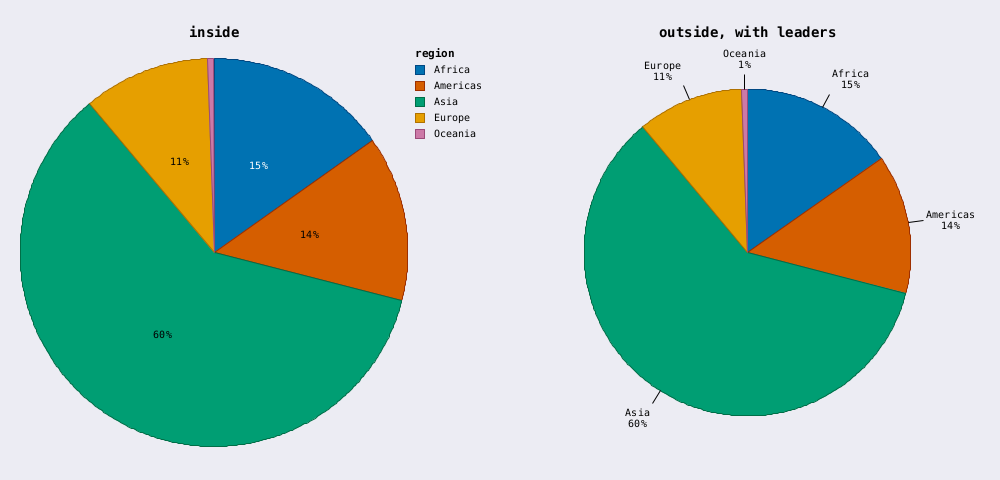 inside
region
Africa
Americas
Asia
Europe
Oceania
11%
15%
14%
60%
outside, with leaders
Oceania
1%
Europe
11%
Africa
15%
Americas
14%
Asia
60%